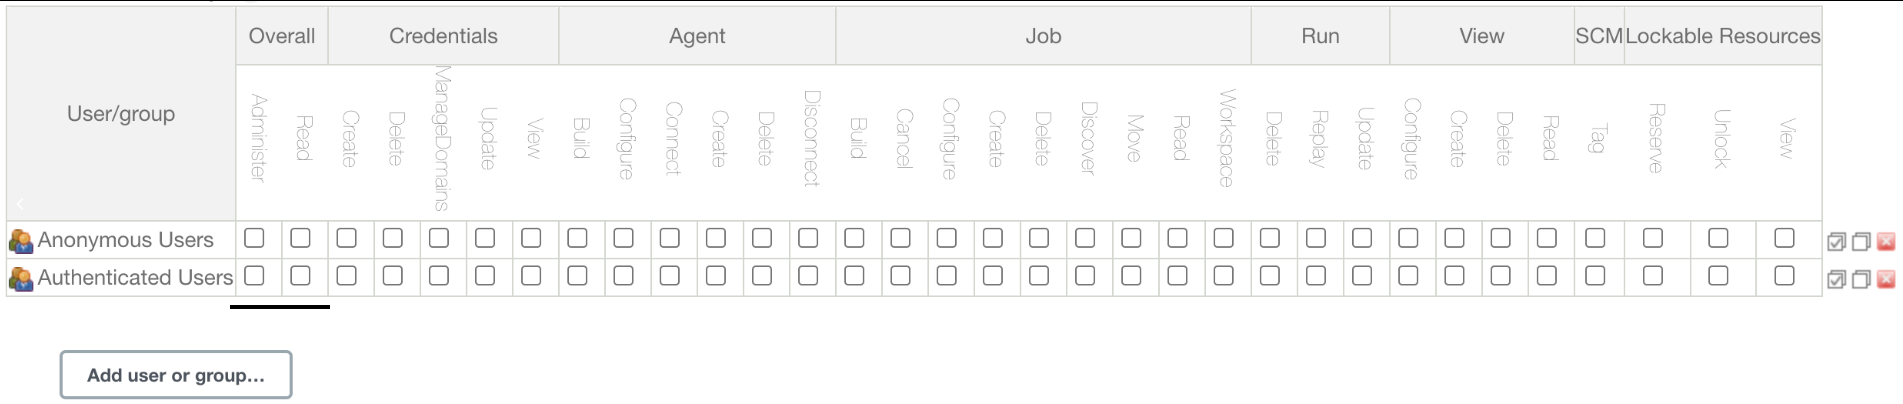 Overall Credentials Agent Job Run View SCM Lockable Resources
User/group
Administer Read Create Delete ManageDomains Update View Build Configure Connect Create Delete Disconnect Build Cancel Configure Create Delete Discover Move Read Workspace Delete Replay Update Configure Create Delete Read Tag Reserve Unlock View
Anonymous Users
Authenticated Users
Add user or group...